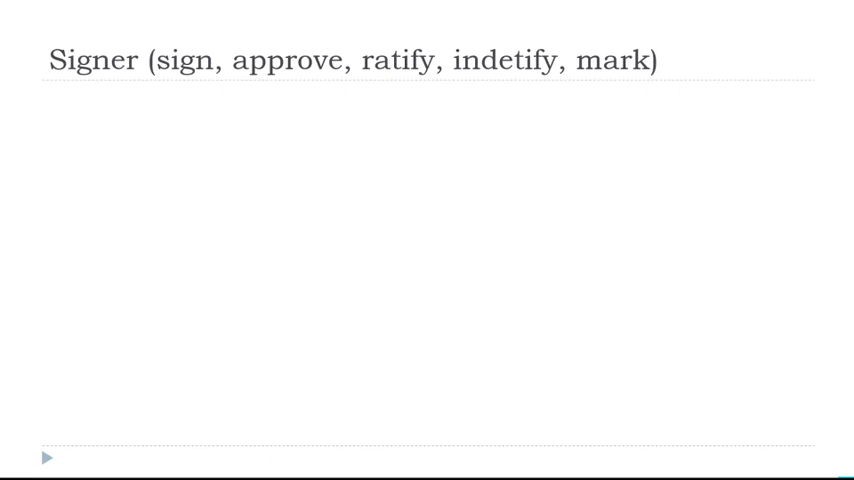 Signer (sign, approve, ratify, indetify, mark)